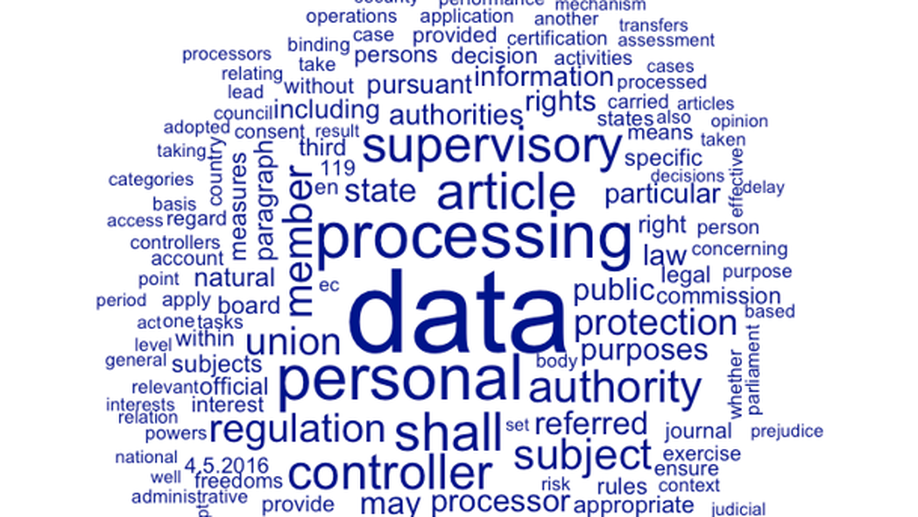 performance mechanism
operations application another
case provided certification transfers
binding assessment
processors persons decision activities
relating take information cases
lead without pursuant processed
council including authorities rights carried articles
adopted consent result states also opinion
taking third supervisory means taken
country measures paragraph 119 specific
categories en state article particular decisions effective delay
basis
access regard member processing right person
controllers law concerning
account
point natural ec data legal purpose
period apply board public commission
act one tasks protection based
level within union
general subjects body purposes
relevant official personal authority whether parliament
interests interest
relation
powers regulation shall set referred journal prejudice
national 4.5.2016 subject exercise
well freedoms controller risk ensure
administrative rules context
provide may processor appropriate judicial